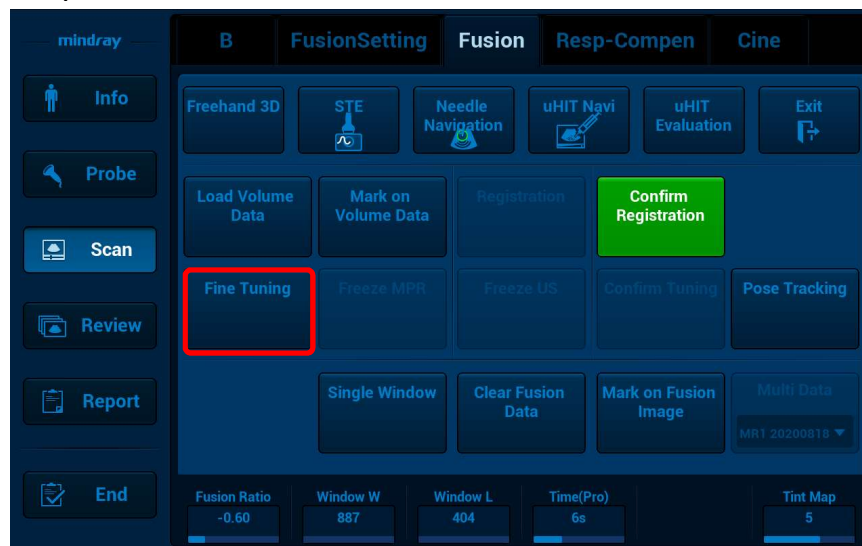 mindray
B
FusionSetting
Fusion
Resp-Compen
Cine
Info
Probe
Scan
Review
Report
End
Freehand 3D
STE
Needle
Navigation
uHIT Navi
uHIT
Evaluation
Exit
Load Volume
Data
Mark on
Volume Data
Registration
Confirm
Registration
Fine Tuning
Freeze MPR
Freeze US
Confirm Tuning
Pose Tracking
Single Window
Clear Fusion
Data
Mark on Fusion
Image
Multi Data
MR1 20200818
Fusion Ratio
-0.60
Window W
887
Window L
404
Time(Pro)
6s
Tint Map
5